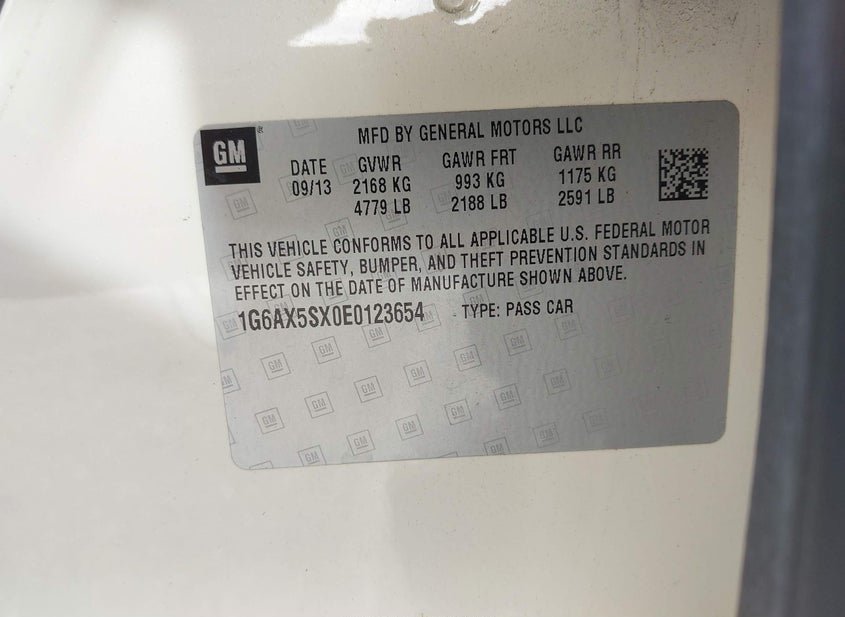 GM
MFD BY GENERAL MOTORS LLC
DATE GVWR GAWR FRT GAWR RR
09/13 2168 KG 993 KG 1175 KG
4779 LB 2188 LB 2591 LB
THIS VEHICLE CONFORMS TO ALL APPLICABLE U.S. FEDERAL MOTOR
VEHICLE SAFETY, BUMPER, AND THEFT PREVENTION STANDARDS IN
EFFECT ON THE DATE OF MANUFACTURE SHOWN ABOVE.
1G6AX5SX0E0123654 TYPE: PASS CAR